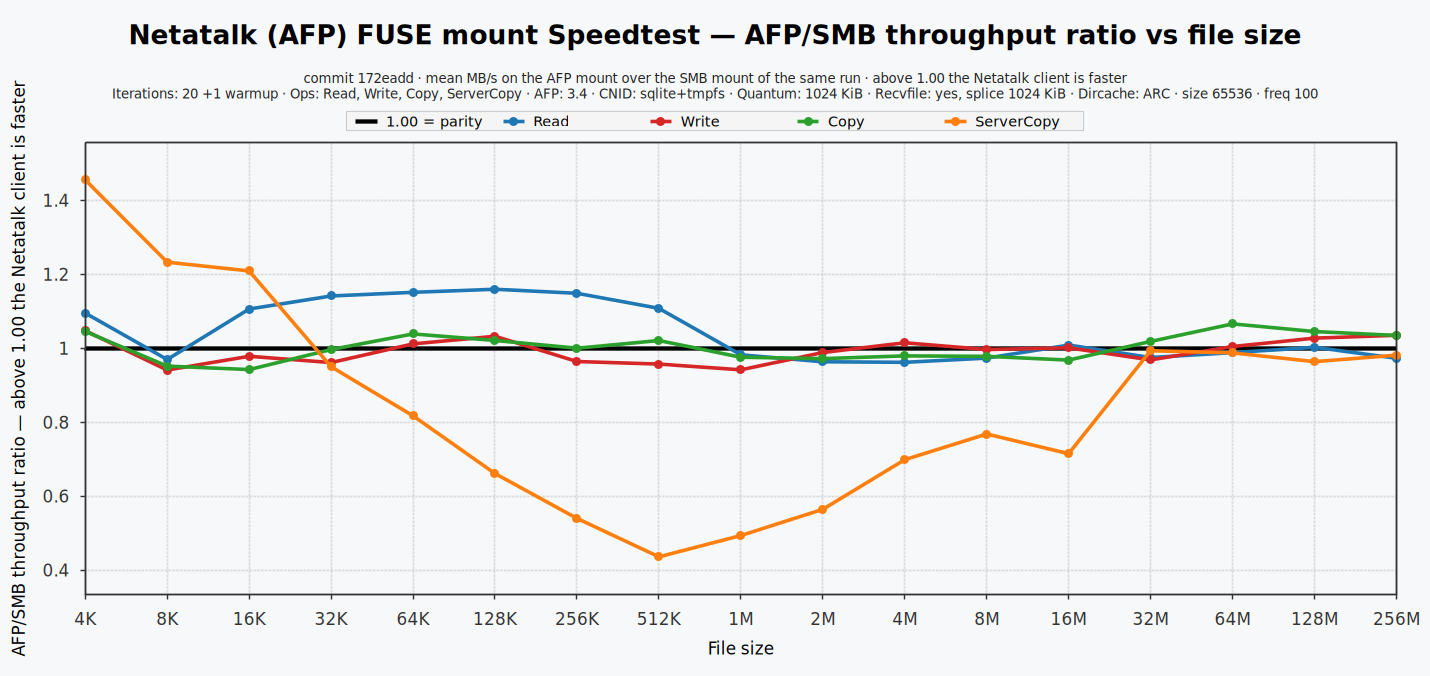 Netatalk (AFP) FUSE mount Speedtest — AFP/SMB throughput ratio vs file size
commit 172eadd · mean MB/s on the AFP mount over the SMB mount of the same run · above 1.00 the Netatalk client is faster
Iterations: 20 +1 warmup · Ops: Read, Write, Copy, ServerCopy · AFP: 3.4 · CNID: sqlite+tmpfs · Quantum: 1024 KiB · Recvfile: yes, splice 1024 KiB · Dircache: ARC · size 65536 · freq 100
1.00 = parity Read Write Copy ServerCopy
AFP/SMB throughput ratio — above 1.00 the Netatalk client is faster
1.4
1.2
1
0.8
0.6
0.4
4K 8K 16K 32K 64K 128K 256K 512K 1M 2M 4M 8M 16M 32M 64M 128M 256M
File size